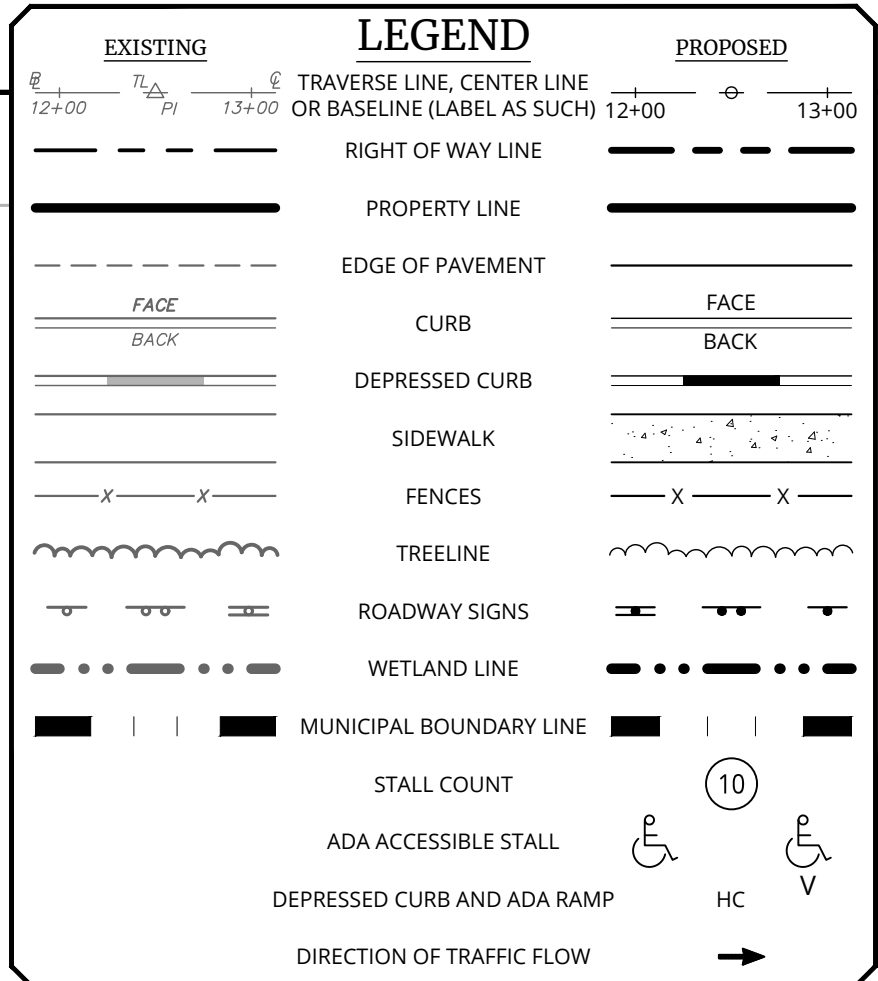 LEGEND
EXISTING
PROPOSED
TL
TRAVERSE LINE, CENTER LINE
12+00 PI 13+00 OR BASELINE (LABEL AS SUCH) 12+00 13+00
RIGHT OF WAY LINE
PROPERTY LINE
EDGE OF PAVEMENT
FACE FACE
CURB
BACK BACK
DEPRESSED CURB
SIDEWALK
X X FENCES X X
TREELINE
ROADWAY SIGNS
WETLAND LINE
MUNICIPAL BOUNDARY LINE
STALL COUNT 10
ADA ACCESSIBLE STALL
V
DEPRESSED CURB AND ADA RAMP HC
DIRECTION OF TRAFFIC FLOW